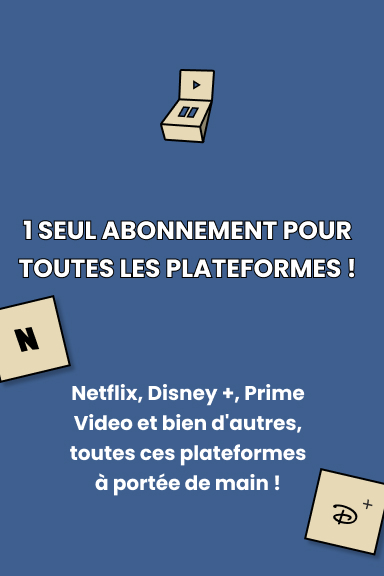 1 SEUL ABONNEMENT POUR
TOUTES LES PLATEFORMES !
N
Netflix, Disney +, Prime
Video et bien d'autres,
toutes ces plateformes
à portée de main !
D+